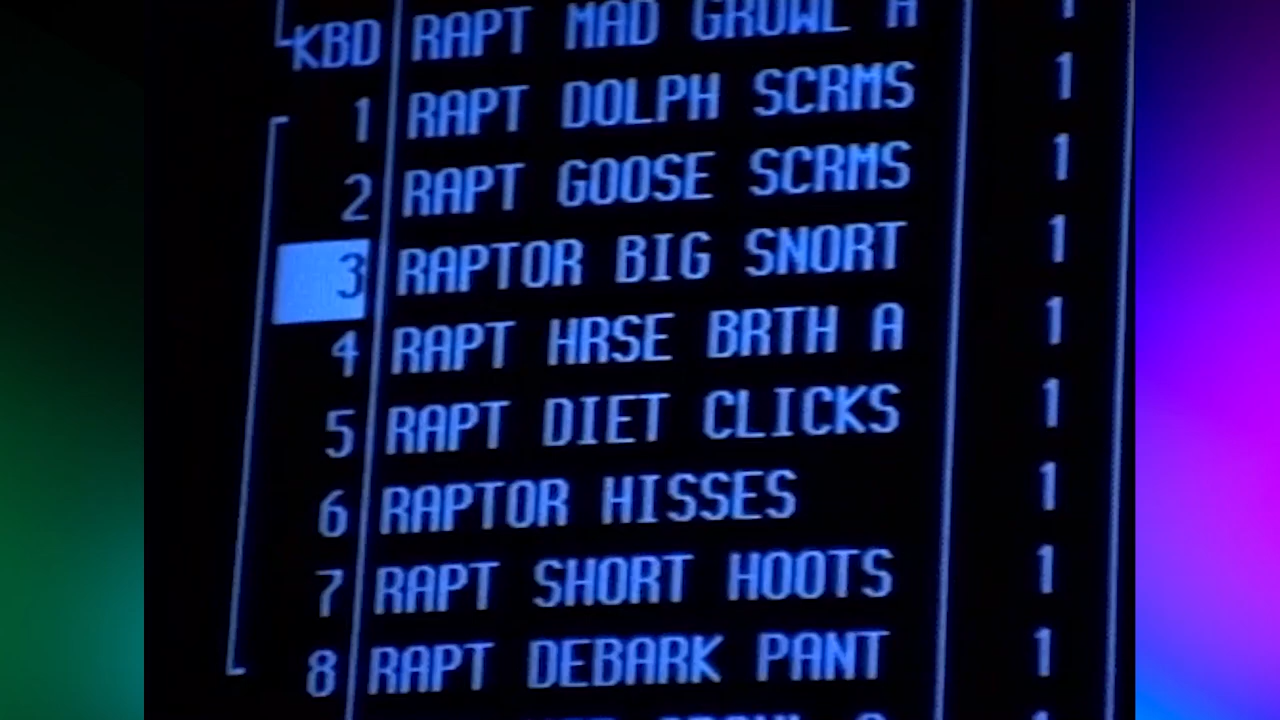 KBD RAPT MAD GROWL A 1
1 RAPT DOLPH SCRMS 1
2 RAPT GOOSE SCRMS 1
3 RAPTOR BIG SNORT 1
4 RAPT HRSE BRTH A 1
5 RAPT DIET CLICKS 1
6 RAPTOR HISSES 1
7 RAPT SHORT HOOTS 1
8 RAPT DEBARK PANT 1